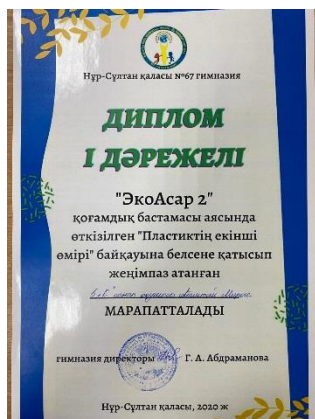 Нұр-Сұлтан қаласы №67 гимназия
ДИПЛОМ
І ДӘРЕЖЕЛІ
"ЭкоАсар 2"
қоғамдық бастамасы аясында
өткізілген "Пластиктің екінші
өмірі" байқауына белсене қатысып
жеңімпаз атанған
МАРАПАТТАЛАДЫ
гимназия директоры Г. А. Абдраманова
Нұр-Сұлтан қаласы, 2020 ж